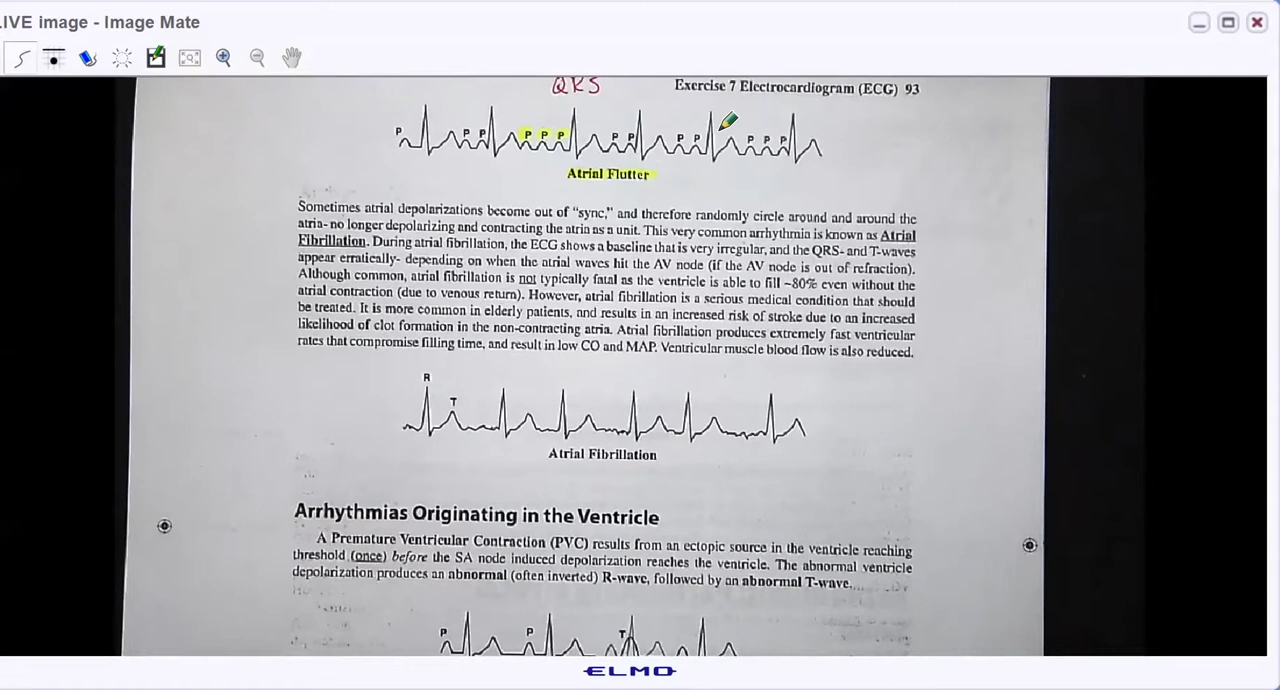 LIVE image - Image Mate
QRS
Exercise 7 Electrocardiogram (ECG) 93
P P P P P P P P P P P P P
Atrial Flutter
Sometimes atrial depolarizations become out of “sync,” and therefore randomly circle around and around the
atria- no longer depolarizing and contracting the atria as a unit. This very common arrhythmia is known as Atrial
Fibrillation. During atrial fibrillation, the ECG shows a baseline that is very irregular, and the QRS- and T-waves
appear erratically- depending on when the atrial waves hit the AV node (if the AV node is out of refraction).
Although common, atrial fibrillation is not typically fatal as the ventricle is able to fill ~80% even without the
atrial contraction (due to venous return). However, atrial fibrillation is a serious medical condition that should
be treated. It is more common in elderly patients, and results in an increased risk of stroke due to an increased
likelihood of clot formation in the non-contracting atria. Atrial fibrillation produces extremely fast ventricular
rates that compromise filling time, and result in low CO and MAP. Ventricular muscle blood flow is also reduced.
R
T
Atrial Fibrillation
Arrhythmias Originating in the Ventricle
A Premature Ventricular Contraction (PVC) results from an ectopic source in the ventricle reaching
threshold (once) before the SA node induced depolarization reaches the ventricle. The abnormal ventricle
depolarization produces an abnormal (often inverted) R-wave, followed by an abnormal T-wave.
P P T
ELMO